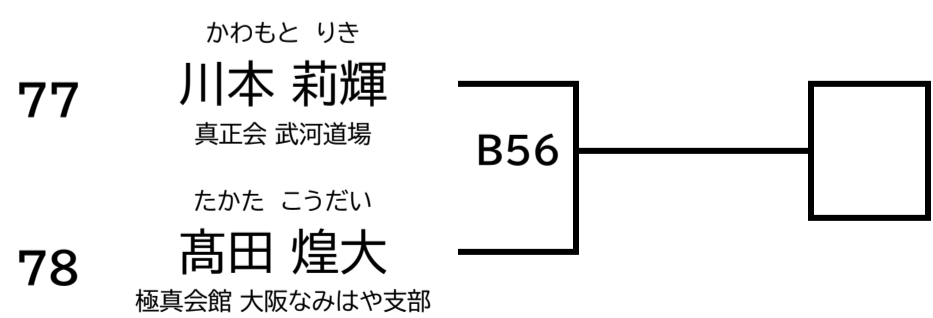 かわもと りき
77
川本 莉輝
真正会 武河道場
B56
たかた こうだい
78
髙田 煌大
極真会館 大阪なみはや支部